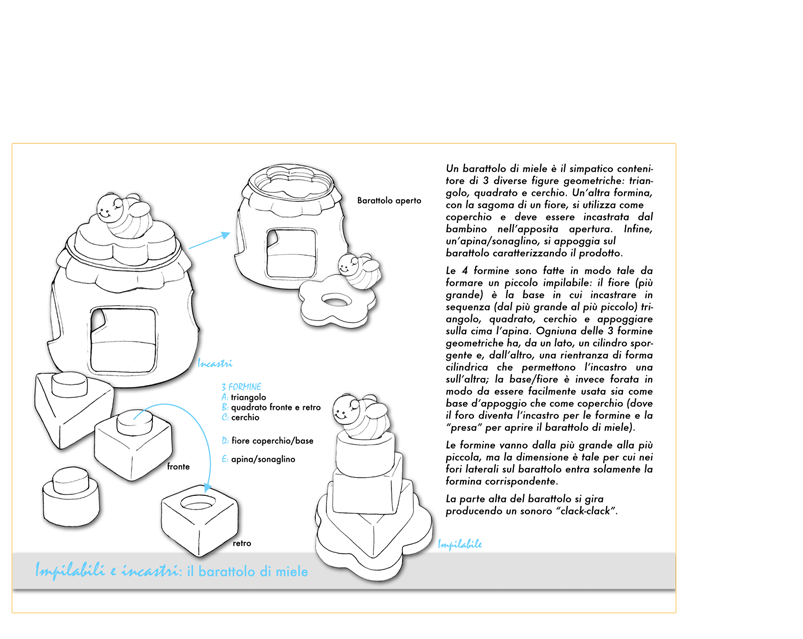 Un barattolo di miele è il simpatico conteni-
tore di 3 diverse figure geometriche: trian-
golo, quadrato e cerchio. Un'altra formina,
con la sagoma di un fiore, si utilizza come
coperchio e deve essere incastrata dal
bambino nell'apposita apertura. Infine,
un'apina/sonaglino, si appoggia sul
barattolo caratterizzando il prodotto.
Le 4 formine sono fatte in modo tale da
formare un piccolo impilabile: il fiore (più
grande) è la base in cui incastrare in
sequenza (dal più grande al più piccolo) tri-
angolo, quadrato, cerchio e appoggiare
sulla cima l'apina. Ogniuna delle 3 formine
geometriche ha, da un lato, un cilindro spor-
gente e, dall'altro, una rientranza di forma
cilindrica che permettono l'incastro una
sull'altra; la base/fiore è invece forata in
modo da essere facilmente usata sia come
base d'appoggio che come coperchio (dove
il foro diventa l'incastro per le formine e la
"presa" per aprire il barattolo di miele).
Le formine vanno dalla più grande alla più
piccola, ma la dimensione è tale per cui nei
fori laterali sul barattolo entra solamente la
formina corrispondente.
La parte alta del barattolo si gira
producendo un sonoro "clack-clack".
Barattolo aperto
Incastri
3 FORMINE
A: triangolo
B: quadrato fronte e retro
C: cerchio
D: fiore coperchio/base
E: apina/sonaglino
fronte
retro
Impilabile
Impilabili e incastri: il barattolo di miele